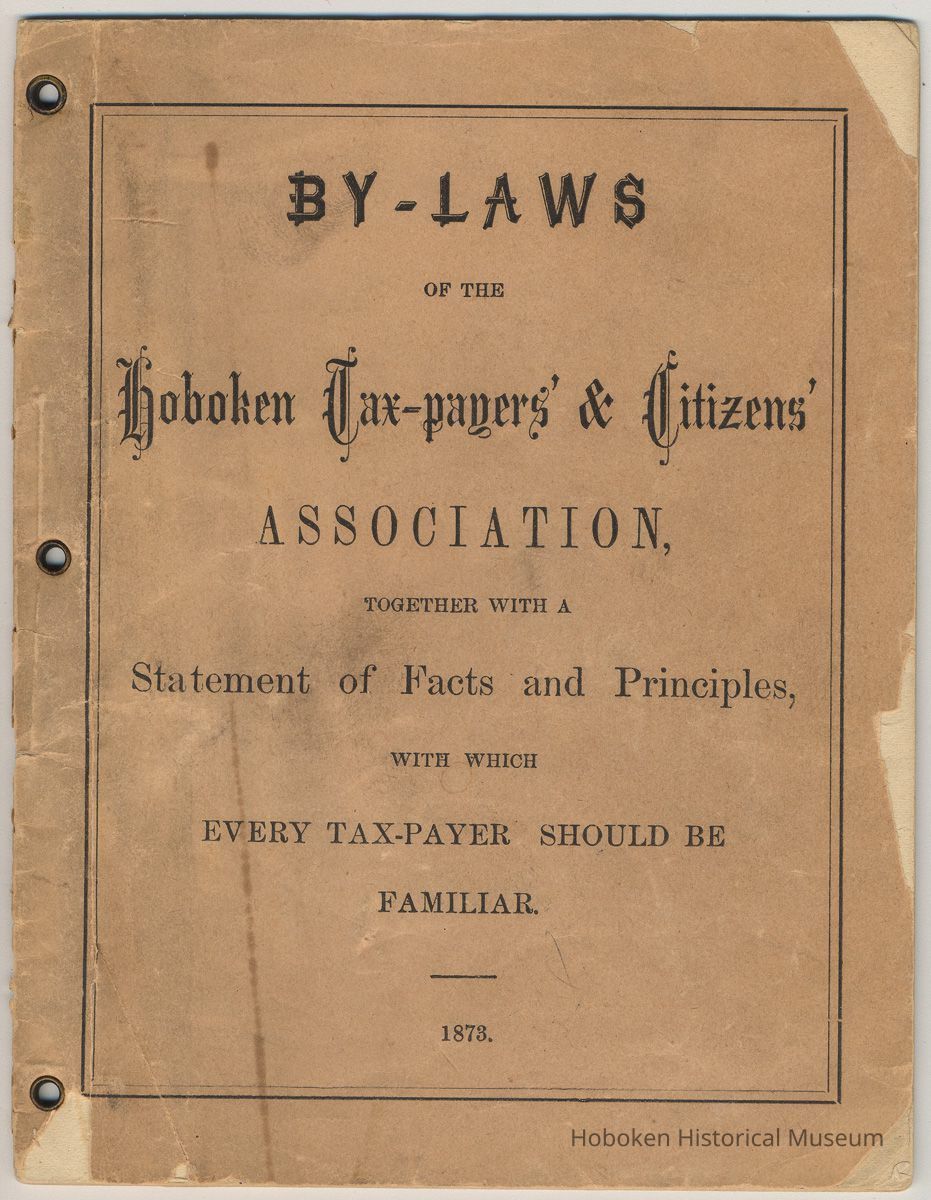 BY-LAWS
OF THE
Hoboken Tax-payers' & Citizens'
ASSOCIATION,
TOGETHER WITH A
Statement of Facts and Principles,
WITH WHICH
EVERY TAX-PAYER SHOULD BE
FAMILIAR.
1873.
Hoboken Historical Museum